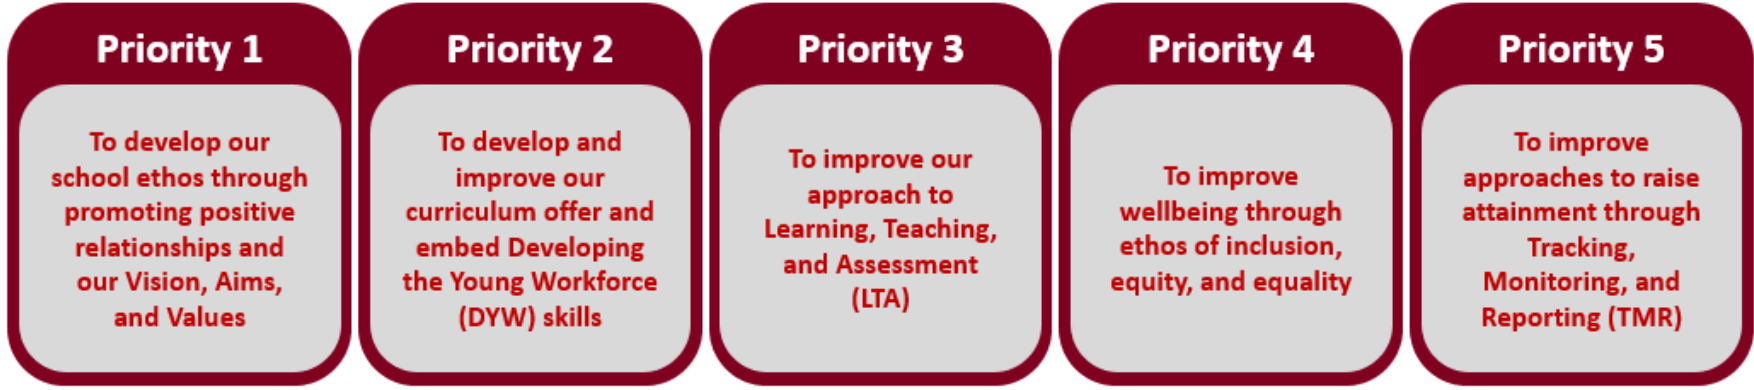 Priority 1
To develop our
school ethos through
promoting positive
relationships and
our Vision, Aims,
and Values
Priority 2
To develop and
improve our
curriculum offer and
embed Developing
the Young Workforce
(DYW) skills
Priority 3
To improve our
approach to
Learning, Teaching,
and Assessment
(LTA)
Priority 4
To improve
wellbeing through
ethos of inclusion,
equity, and equality
Priority 5
To improve
approaches to raise
attainment through
Tracking,
Monitoring, and
Reporting (TMR)